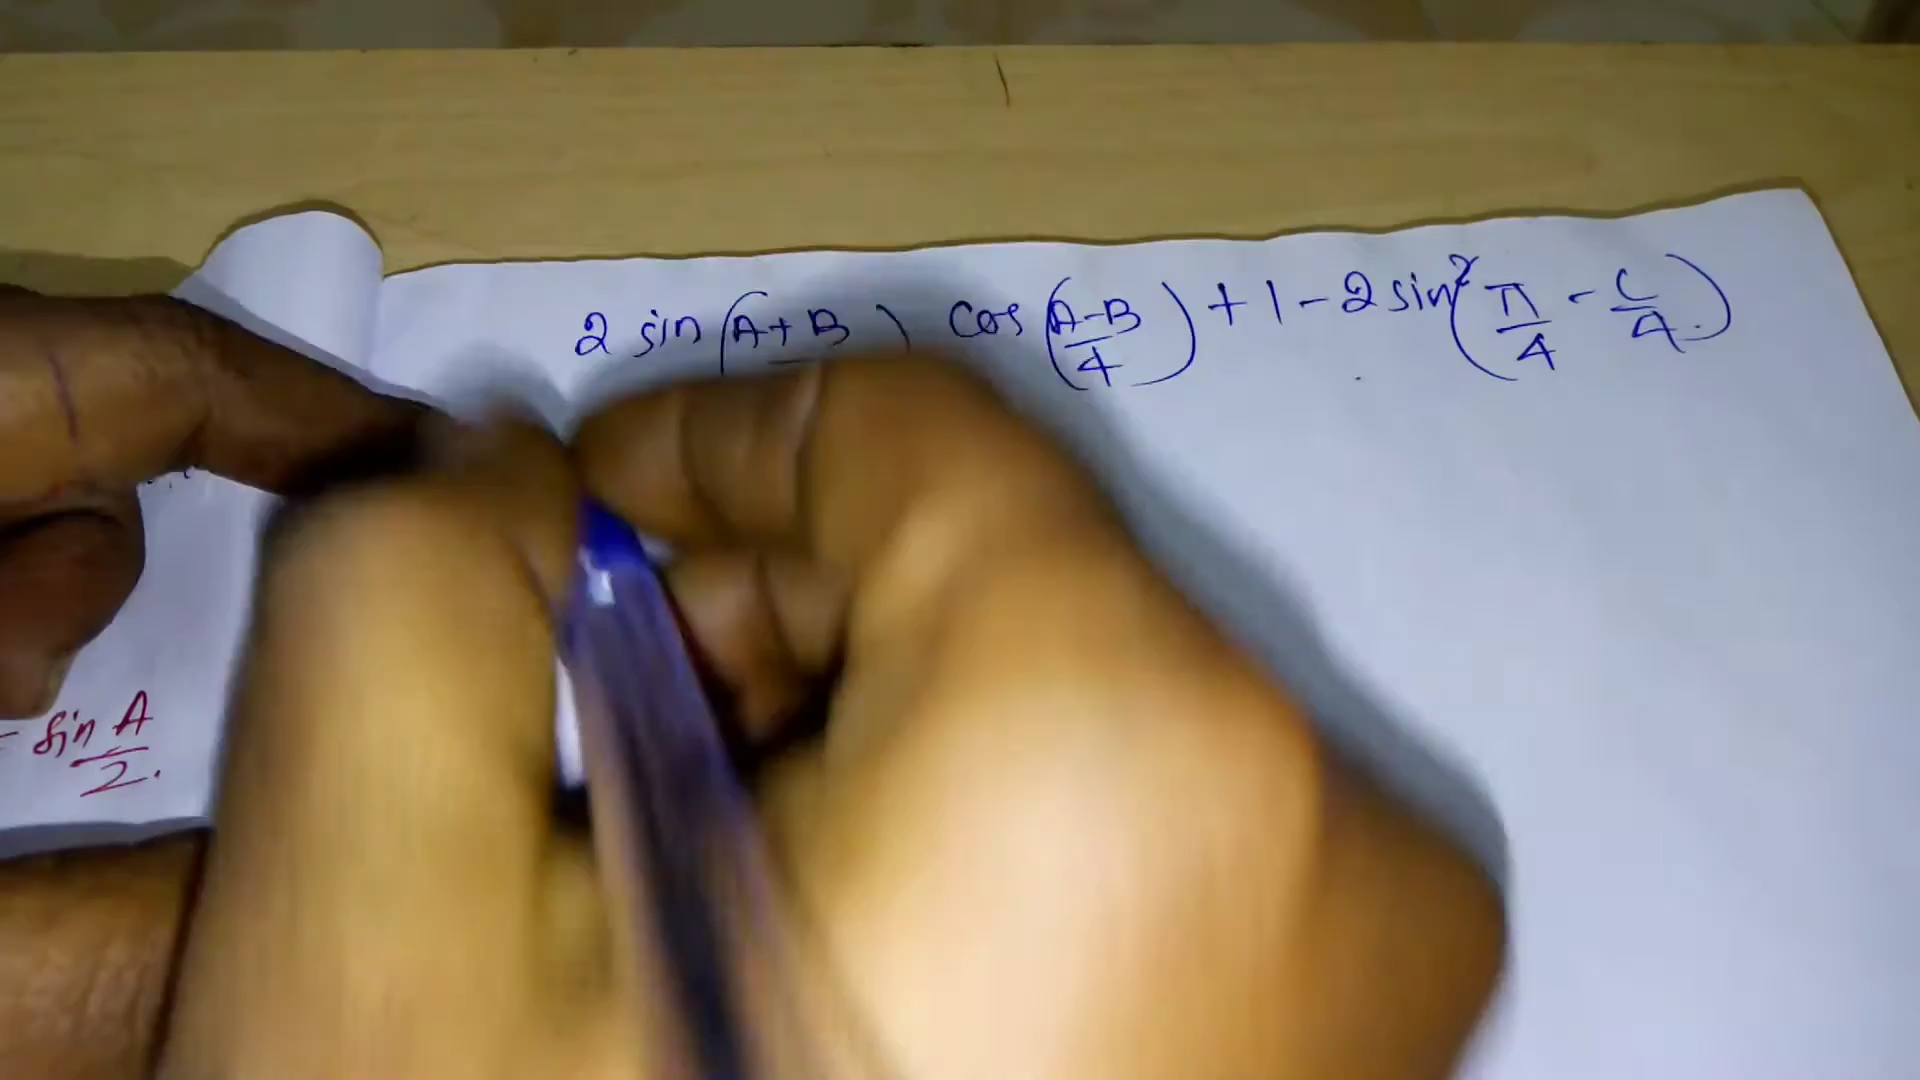 2 sin (A+B ) cos (A-B/4) + 1 - 2 sin² (π/4 - C/4)
= sin A/2.